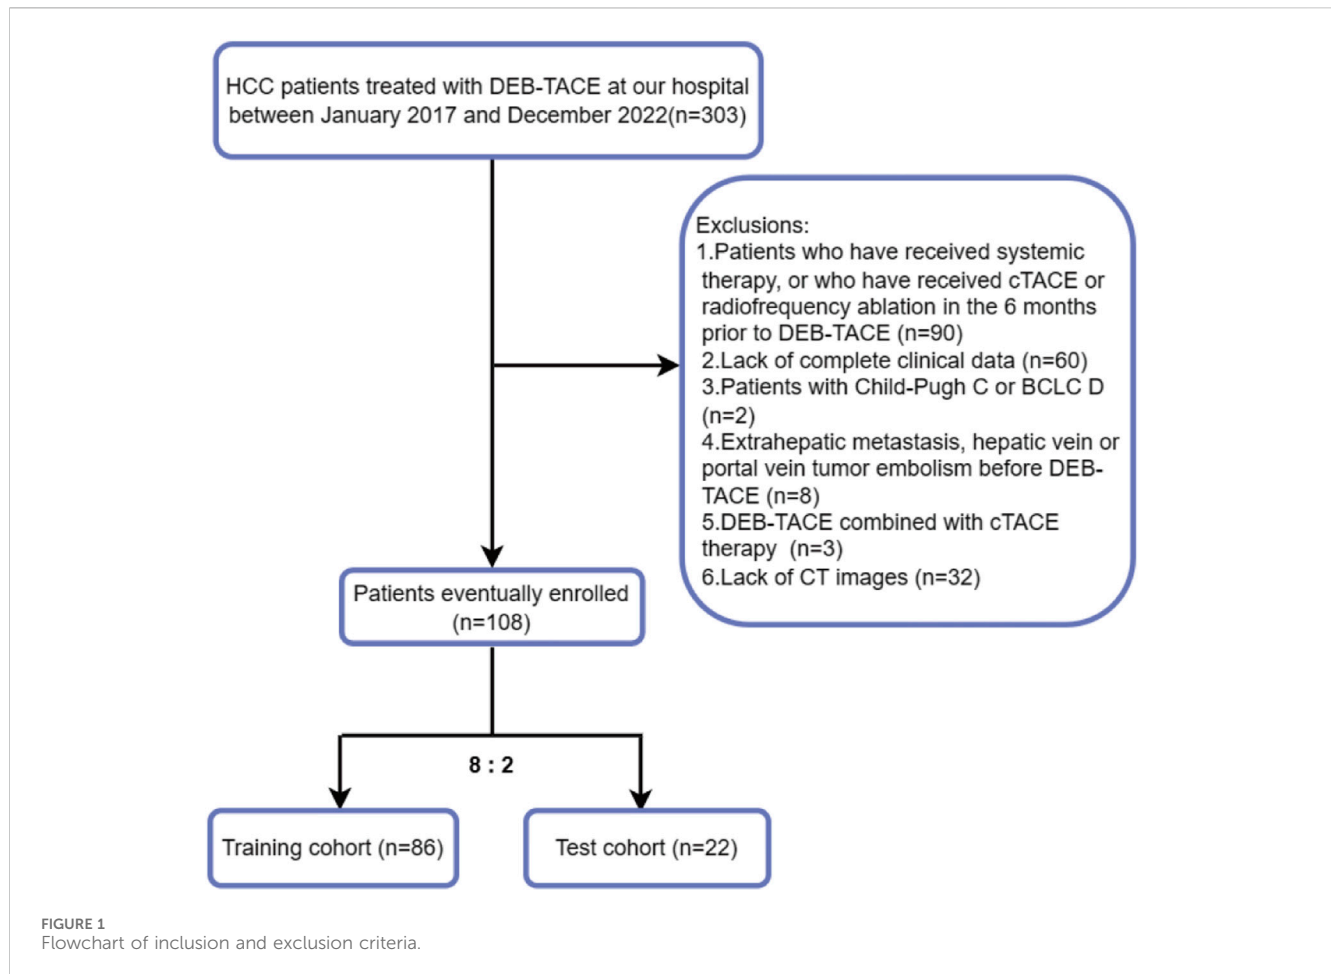 HCC patients treated with DEB-TACE at our hospital
between January 2017 and December 2022(n=303)
Exclusions:
1.Patients who have received systemic
therapy, or who have received cTACE or
radiofrequency ablation in the 6 months
prior to DEB-TACE (n=90)
2.Lack of complete clinical data (n=60)
3.Patients with Child-Pugh C or BCLC D
(n=2)
4.Extrahepatic metastasis, hepatic vein or
portal vein tumor embolism before DEB-
TACE (n=8)
5.DEB-TACE combined with cTACE
therapy (n=3)
6.Lack of CT images (n=32)
Patients eventually enrolled
(n=108)
8 : 2
Training cohort (n=86)
Test cohort (n=22)
FIGURE 1
Flowchart of inclusion and exclusion criteria.